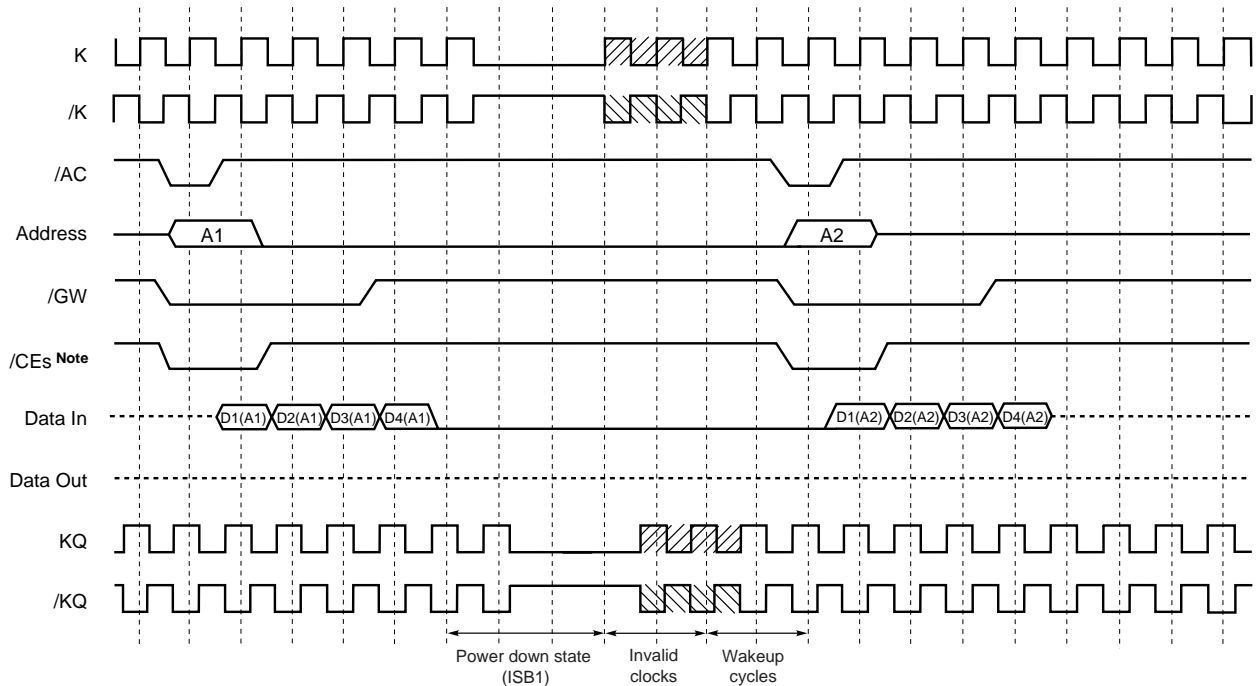 K
/K
/AC
Address A1 A2
/GW
/CEs Note
Data In D1(A1) D2(A1) D3(A1) D4(A1) D1(A2) D2(A2) D3(A2) D4(A2)
Data Out
KQ
/KQ
Power down state Invalid Wakeup
(ISB1) clocks cycles